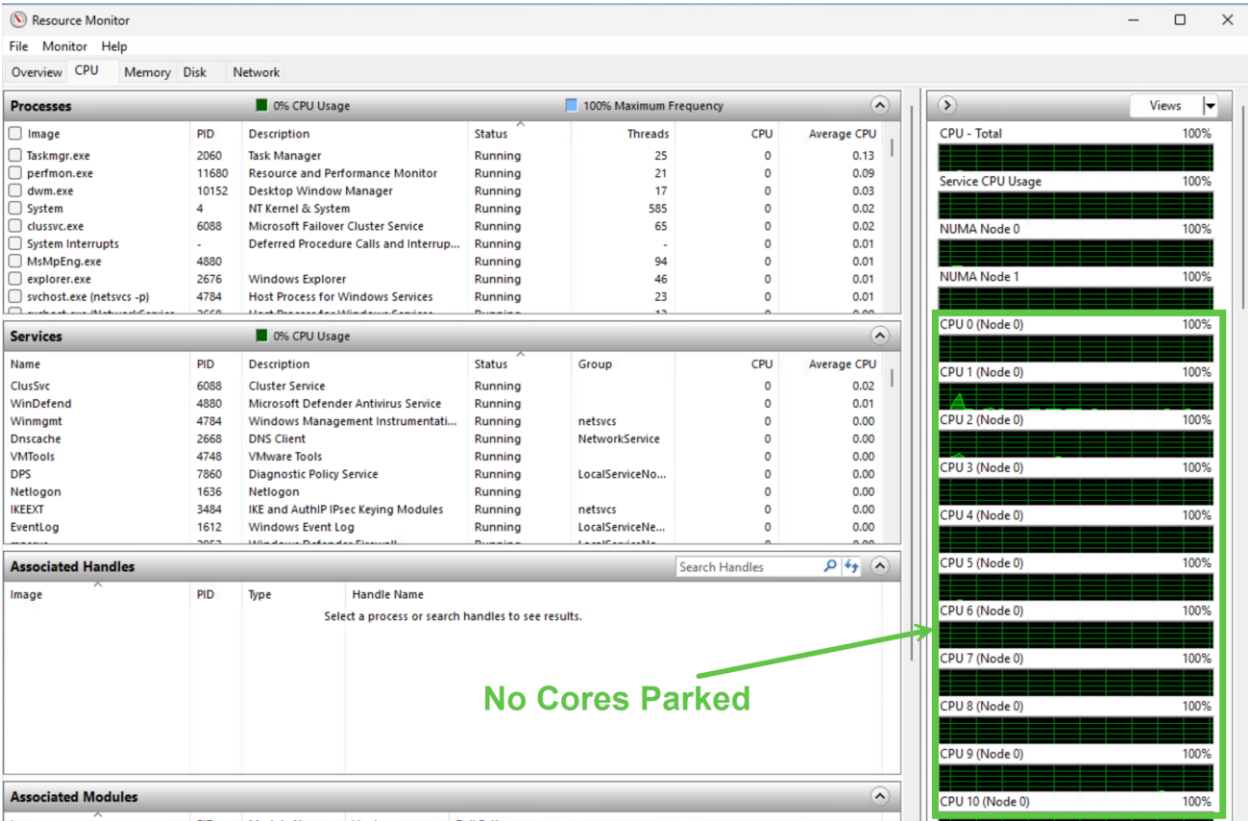 Resource Monitor
File Monitor Help
Overview CPU Memory Disk Network
Processes 0% CPU Usage 100% Maximum Frequency
Image PID Description Status Threads CPU Average CPU
Taskmgr.exe 2060 Task Manager Running 25 0 0.13
perfmon.exe 11680 Resource and Performance Monitor Running 21 0 0.09
dwm.exe 10152 Desktop Window Manager Running 17 0 0.03
System 4 NT Kernel & System Running 585 0 0.02
clussvc.exe 6088 Microsoft Failover Cluster Service Running 65 0 0.02
System Interrupts - Deferred Procedure Calls and Interrup... Running - 0 0.01
MsMpEng.exe 4880 Running 94 0 0.01
explorer.exe 2676 Windows Explorer Running 46 0 0.01
svchost.exe (netsvcs -p) 4784 Host Process for Windows Services Running 23 0 0.01
Services 0% CPU Usage
Name PID Description Status Group CPU Average CPU
ClusSvc 6088 Cluster Service Running 0 0.02
WinDefend 4880 Microsoft Defender Antivirus Service Running 0 0.01
Winmgmt 4784 Windows Management Instrumentati... Running netsvcs 0 0.00
Dnscache 2668 DNS Client Running NetworkService 0 0.00
VMTools 4748 VMware Tools Running 0 0.00
DPS 7860 Diagnostic Policy Service Running LocalServiceNo... 0 0.00
Netlogon 1636 Netlogon Running 0 0.00
IKEEXT 3484 IKE and AuthIP IPsec Keying Modules Running netsvcs 0 0.00
EventLog 1612 Windows Event Log Running LocalServiceNe... 0 0.00
Associated Handles Search Handles
Image PID Type Handle Name
Select a process or search handles to see results.
No Cores Parked
Associated Modules
Views
CPU - Total 100%
Service CPU Usage 100%
NUMA Node 0 100%
NUMA Node 1 100%
CPU 0 (Node 0) 100%
CPU 1 (Node 0) 100%
CPU 2 (Node 0) 100%
CPU 3 (Node 0) 100%
CPU 4 (Node 0) 100%
CPU 5 (Node 0) 100%
CPU 6 (Node 0) 100%
CPU 7 (Node 0) 100%
CPU 8 (Node 0) 100%
CPU 9 (Node 0) 100%
CPU 10 (Node 0) 100%